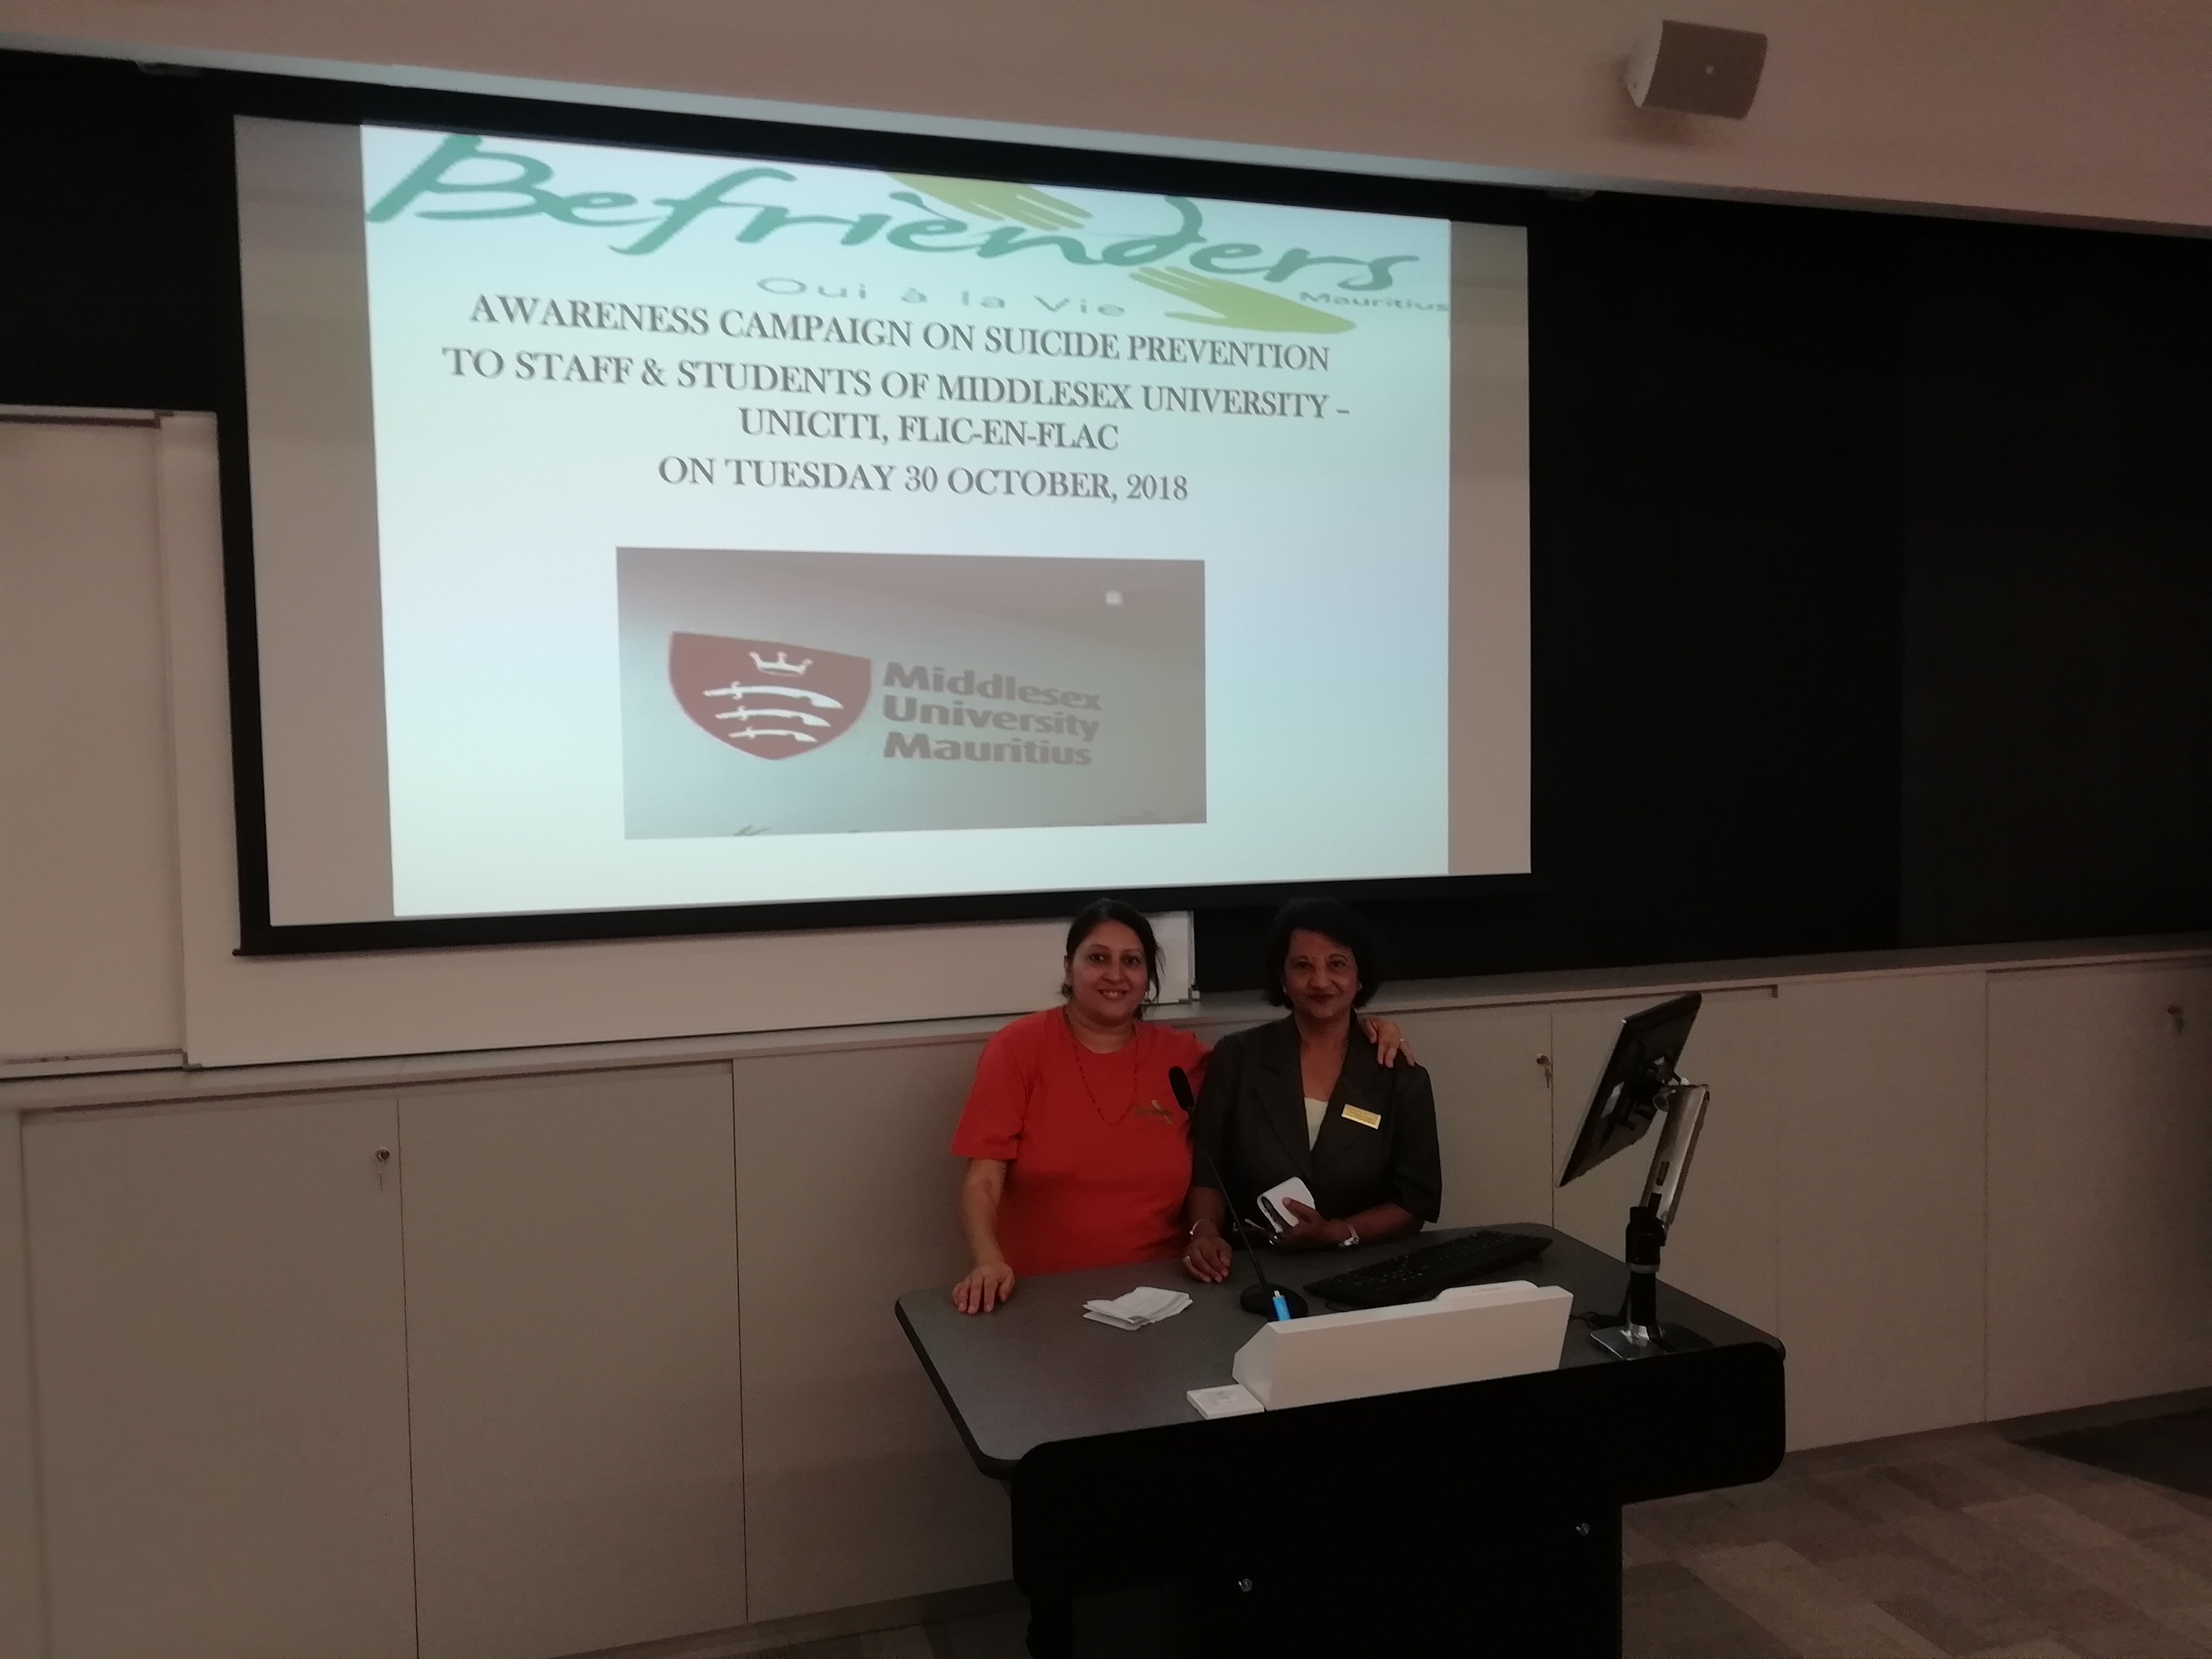 Befrienders
Oui à la Vie
Mauritius
AWARENESS CAMPAIGN ON SUICIDE PREVENTION
TO STAFF & STUDENTS OF MIDDLESEX UNIVERSITY –
UNICITI, FLIC-EN-FLAC
ON TUESDAY 30 OCTOBER, 2018
Middlesex
University
Mauritius